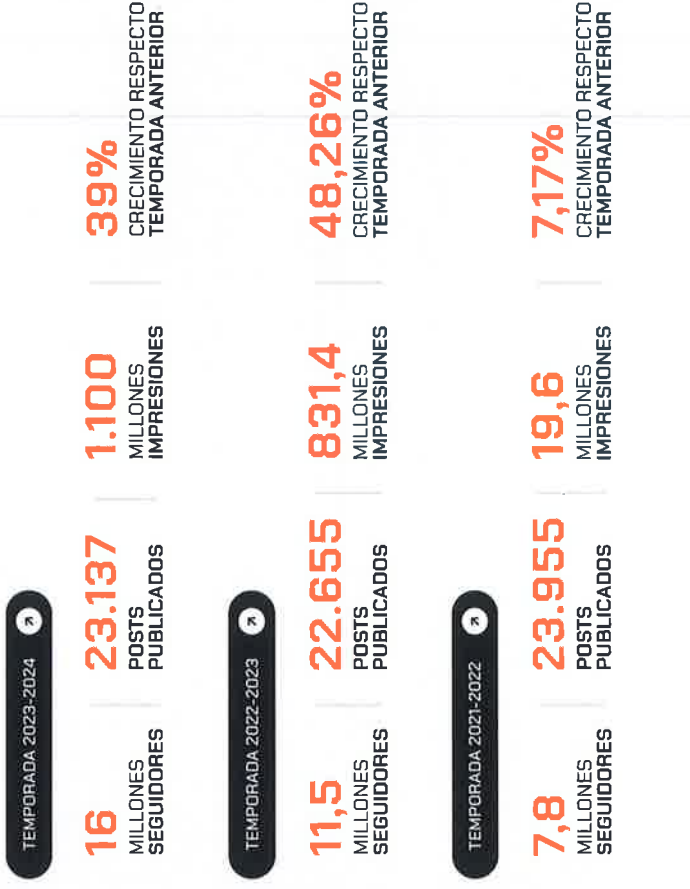 TEMPORADA 2023-2024
16
MILLONES
SEGUIDORES
23.137
POSTS
PUBLICADOS
1.100
MILLONES
IMPRESIONES
39%
CRECIMIENTO RESPECTO
TEMPORADA ANTERIOR
TEMPORADA 2022-2023
11,5
MILLONES
SEGUIDORES
22.655
POSTS
PUBLICADOS
831,4
MILLONES
IMPRESIONES
48,26%
CRECIMIENTO RESPECTO
TEMPORADA ANTERIOR
TEMPORADA 2021-2022
7,8
MILLONES
SEGUIDORES
23.955
POSTS
PUBLICADOS
19,6
MILLONES
IMPRESIONES
7,17%
CRECIMIENTO RESPECTO
TEMPORADA ANTERIOR